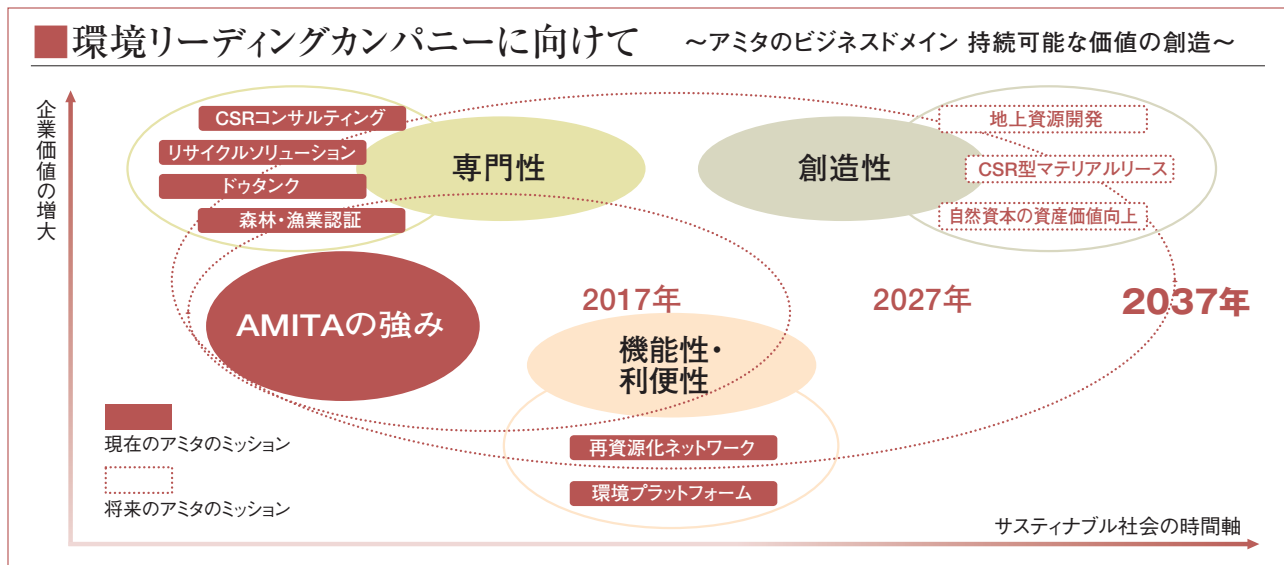 ■環境リーディングカンパニーに向けて ～アミタのビジネスドメイン 持続可能な価値の創造～
企業価値の増大
CSRコンサルティング
リサイクルソリューション
ドゥタンク
森林・漁業認証
専門性
創造性
地上資源開発
CSR型マテリアルリース
自然資本の資産価値向上
AMITAの強み
2017年
2027年
2037年
機能性・
利便性
再資源化ネットワーク
環境プラットフォーム
現在のアミタのミッション
将来のアミタのミッション
サスティナブル社会の時間軸